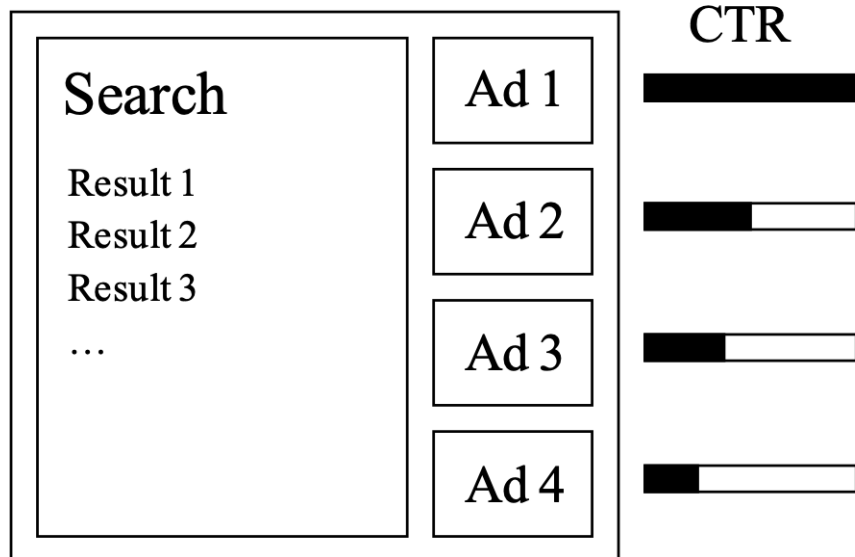 Search
Result 1
Result 2
Result 3
…
Ad 1
Ad 2
Ad 3
Ad 4
CTR